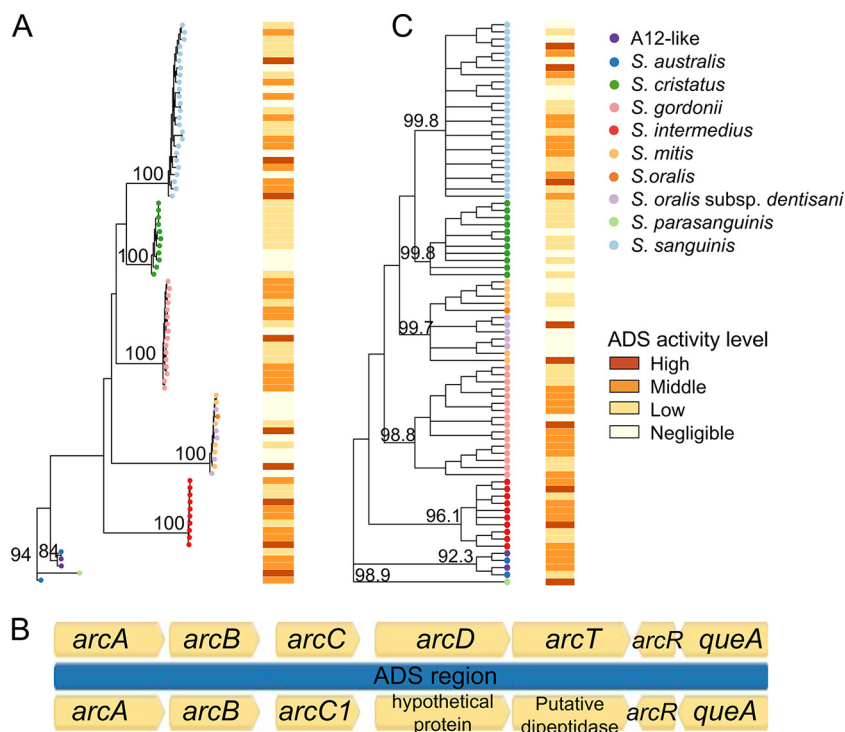 A
C
A12-like
S. australis
S. cristatus
S. gordonii
S. intermedius
S. mitis
S.oralis
S. oralis subsp. dentisani
S. parasanguinis
S. sanguinis
ADS activity level
High
Middle
Low
Negligible
100
100
100
100
100
94
84
99.8
99.8
99.7
98.8
96.1
92.3
98.9
B
arcA arcB arcC arcD arcT arcR queA
ADS region
arcA arcB arcC1 hypothetical protein Putative dipeptidase arcR queA